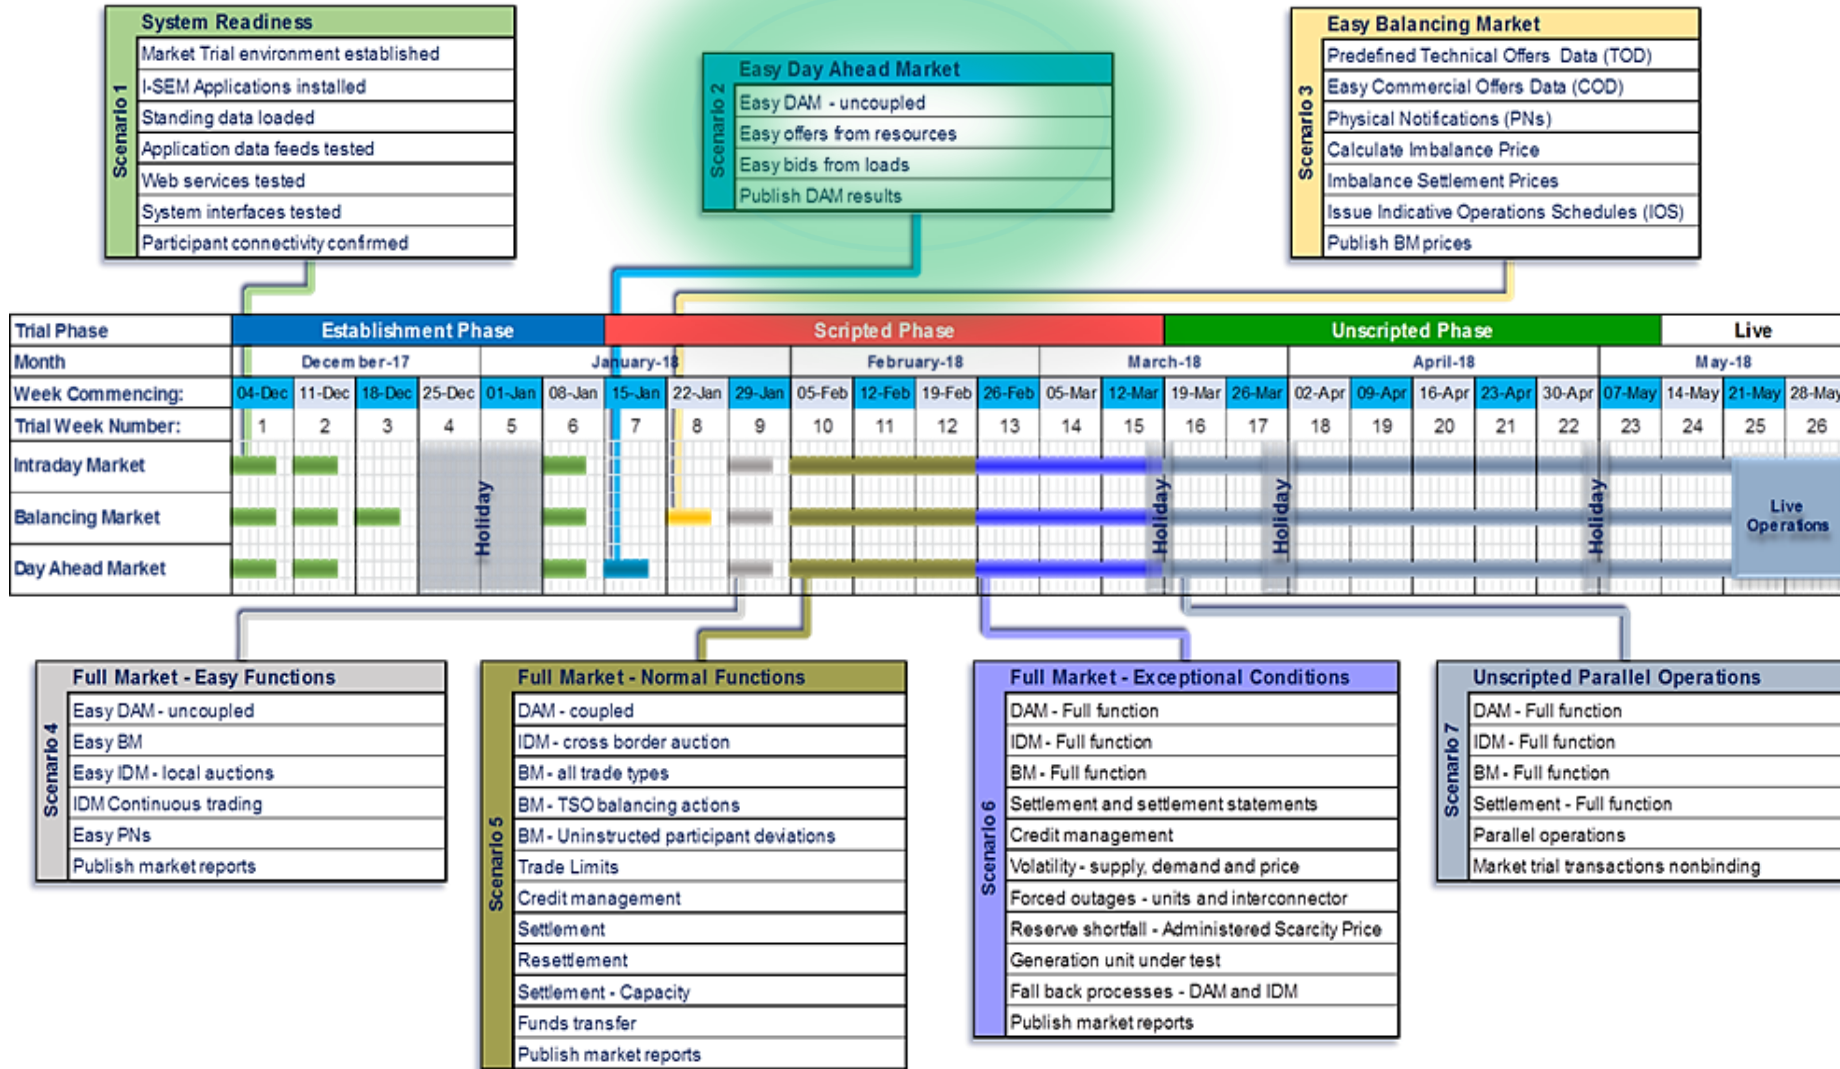 System Readiness
Scenario 1
Market Trial environment established
I-SEM Applications installed
Standing data loaded
Application data feeds tested
Web services tested
System interfaces tested
Participant connectivity confirmed
Easy Day Ahead Market
Scenario 2
Easy DAM - uncoupled
Easy offers from resources
Easy bids from loads
Publish DAM results
Easy Balancing Market
Scenario 3
Predefined Technical Offers Data (TOD)
Easy Commercial Offers Data (COD)
Physical Notifications (PNs)
Calculate Imbalance Price
Imbalance Settlement Prices
Issue Indicative Operations Schedules (IOS)
Publish BM prices
Trial Phase Establishment Phase Scripted Phase Unscripted Phase Live
Month December-17 January-18 February-18 March-18 April-18 May-18
Week Commencing: 04-Dec 11-Dec 18-Dec 25-Dec 01-Jan 08-Jan 15-Jan 22-Jan 29-Jan 05-Feb 12-Feb 19-Feb 26-Feb 05-Mar 12-Mar 19-Mar 26-Mar 02-Apr 09-Apr 16-Apr 23-Apr 30-Apr 07-May 14-May 21-May 28-May
Trial Week Number: 1 2 3 4 5 6 7 8 9 10 11 12 13 14 15 16 17 18 19 20 21 22 23 24 25 26
Intraday Market
Balancing Market
Day Ahead Market
Holiday
Holiday
Holiday
Holiday
Live
Operations
Full Market - Easy Functions
Scenario 4
Easy DAM - uncoupled
Easy BM
Easy IDM - local auctions
IDM Continuous trading
Easy PNs
Publish market reports
Full Market - Normal Functions
Scenario 5
DAM - coupled
IDM - cross border auction
BM - all trade types
BM - TSO balancing actions
BM - Uninstructed participant deviations
Trade Limits
Credit management
Settlement
Resettlement
Settlement - Capacity
Funds transfer
Publish market reports
Full Market - Exceptional Conditions
Scenario 6
DAM - Full function
IDM - Full function
BM - Full function
Settlement and settlement statements
Credit management
Volatility - supply, demand and price
Forced outages - units and interconnector
Reserve shortfall - Administered Scarcity Price
Generation unit under test
Fall back processes - DAM and IDM
Publish market reports
Unscripted Parallel Operations
Scenario 7
DAM - Full function
IDM - Full function
BM - Full function
Settlement - Full function
Parallel operations
Market trial transactions nonbinding